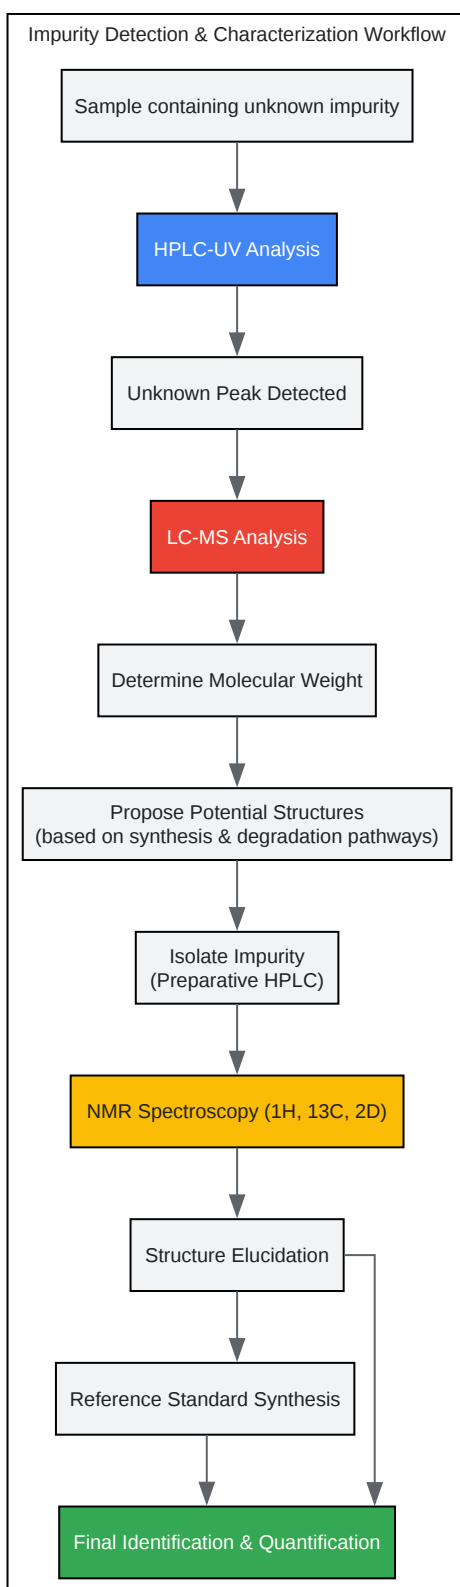 Impurity Detection & Characterization Workflow
Sample containing unknown impurity
HPLC-UV Analysis
Unknown Peak Detected
LC-MS Analysis
Determine Molecular Weight
Propose Potential Structures
(based on synthesis & degradation pathways)
Isolate Impurity
(Preparative HPLC)
NMR Spectroscopy (1H, 13C, 2D)
Structure Elucidation
Reference Standard Synthesis
Final Identification & Quantification